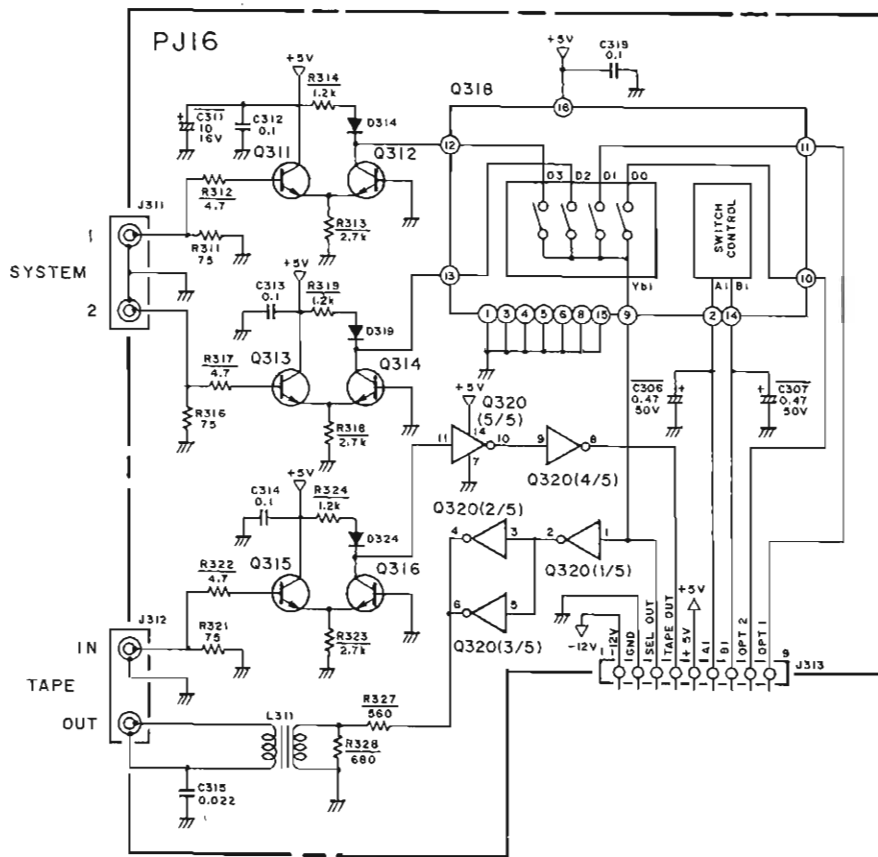 PJ16
+5V
C319
0.1
R314
1.2k
Q318
16
C311
10
16V
C312
0.1
D314
12
11
Q311
Q312
D3 D2 D1 D0
R312
4.7
J311
SWITCH
CONTROL
1
R311
75
R313
2.7k
SYSTEM
+5V
13
10
C313
0.1
R319
1.2k
Yb1
A1 B1
2
D319
1 3 4 5 6 8 15 9 2 14
R317
4.7
Q313
Q314
C306
0.47
50V
C307
0.47
50V
+5V
Q320
(5/5)
R316
75
R318
2.7k
14
11 10 9 8
7
+5V
Q320(4/5)
C314
0.1
R324
1.2k
Q320(2/5)
D324
4 3 2 1
R322
4.7
Q315
Q316
Q320(1/5)
6 5
+5V
J312
R321
75
R323
2.7k
Q320(3/5)
IN
-12V
-12V
GND
SEL OUT
TAPE OUT
+5V
A1
B1
OPT 2
OPT 1
1 9
J313
TAPE
L311
R327
560
OUT
R328
680
C315
0.022